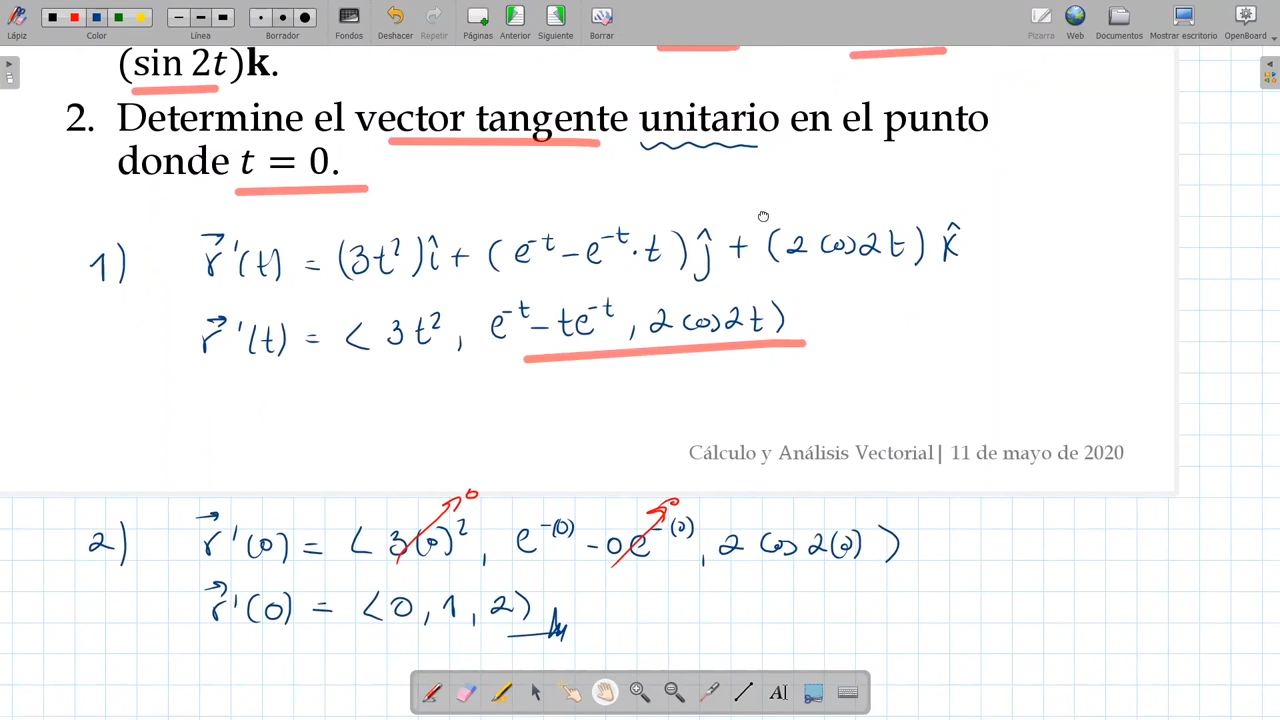 Lápiz Color Línea Borrador Fondos Deshacer Repetir Páginas Anterior Siguiente Borrar Pizarra Web Documentos Mostrar escritorio OpenBoard
(sin 2t)k.
2. Determine el vector tangente unitario en el punto
donde t = 0.
1) r⃗'(t) = (3t²)î + (e⁻ᵗ − e⁻ᵗ · t) ĵ + (2 cos 2t) k̂
r⃗'(t) = < 3t², e⁻ᵗ − te⁻ᵗ, 2 cos 2t)
Cálculo y Análisis Vectorial| 11 de mayo de 2020
0 0
2) r⃗'(0) = < 3(0)², e⁻⁽⁰⁾ − 0e⁻⁽⁰⁾, 2 cos 2(0) )
r⃗'(0) = <0, 1, 2)
AI